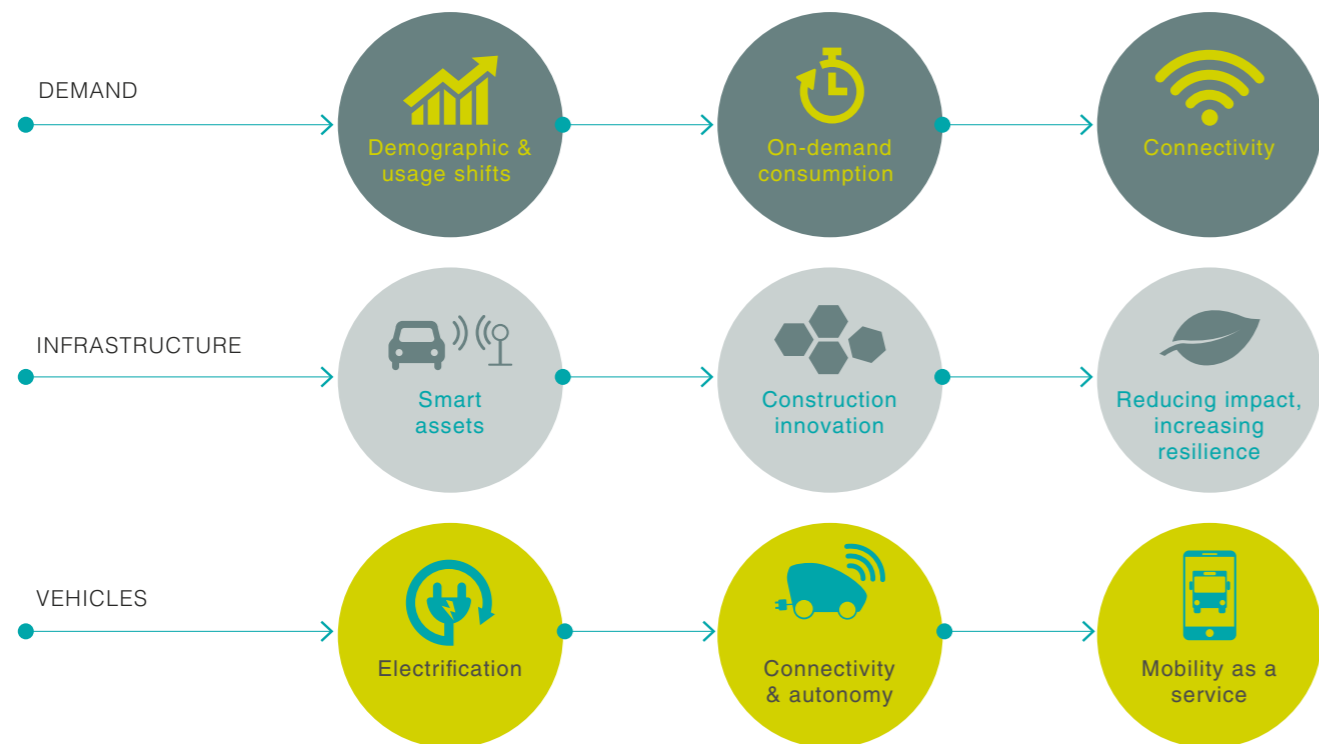 DEMAND
Demographic &
usage shifts
On-demand
consumption
Connectivity
INFRASTRUCTURE
Smart
assets
Construction
innovation
Reducing impact,
increasing
resilience
VEHICLES
Electrification
Connectivity
& autonomy
Mobility as a
service